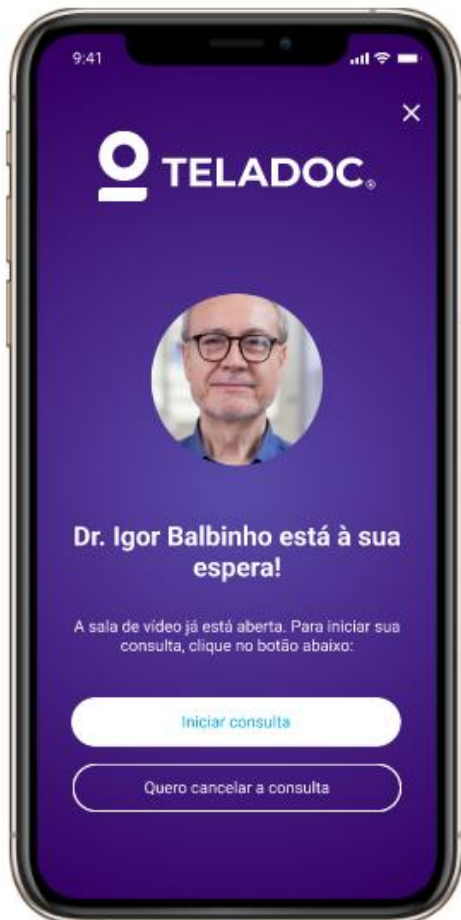 9:41
TELADOC®
Dr. Igor Balbinho está à sua
espera!
A sala de vídeo já está aberta. Para iniciar sua
consulta, clique no botão abaixo:
Iniciar consulta
Quero cancelar a consulta